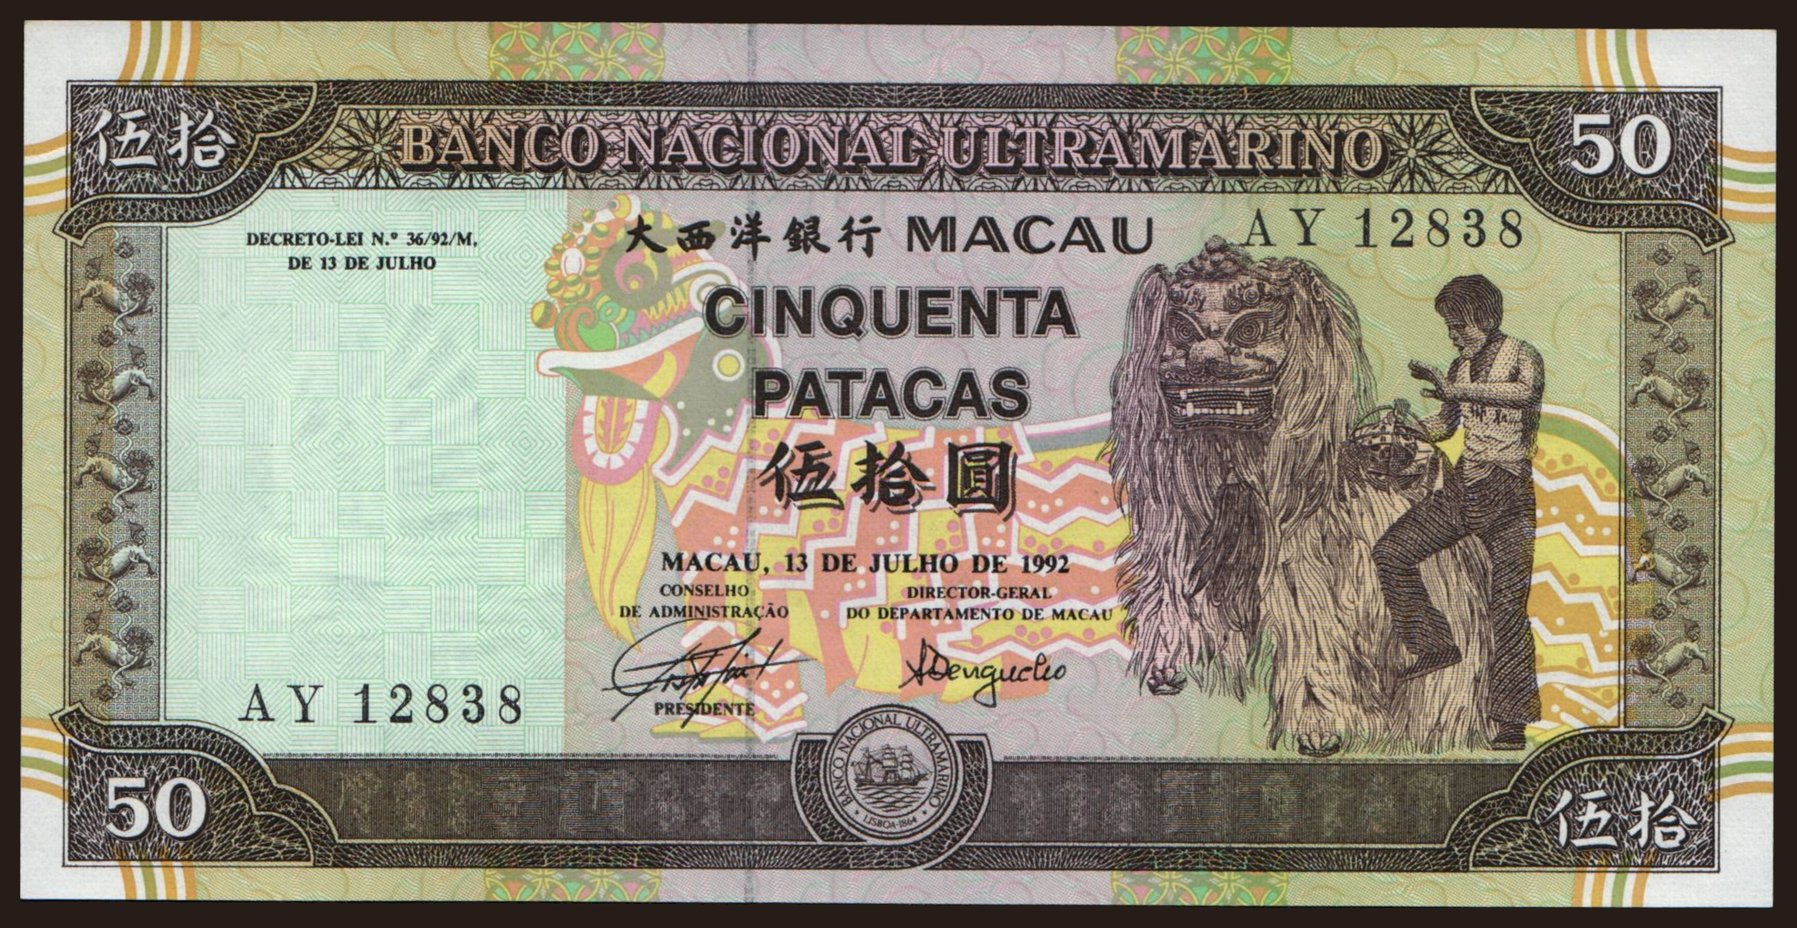 伍拾
BANCO NACIONAL ULTRAMARINO
50
DECRETO-LEI N.º 36/92/M,
DE 13 DE JULHO
大西洋銀行 MACAU
AY 12838
CINQUENTA
PATACAS
伍拾圓
MACAU, 13 DE JULHO DE 1992
CONSELHO
DE ADMINISTRAÇÃO
DIRECTOR-GERAL
DO DEPARTAMENTO DE MACAU
AY 12838
PRESIDENTE
BANCO NACIONAL ULTRAMARINO
LISBOA-1864
50
伍拾